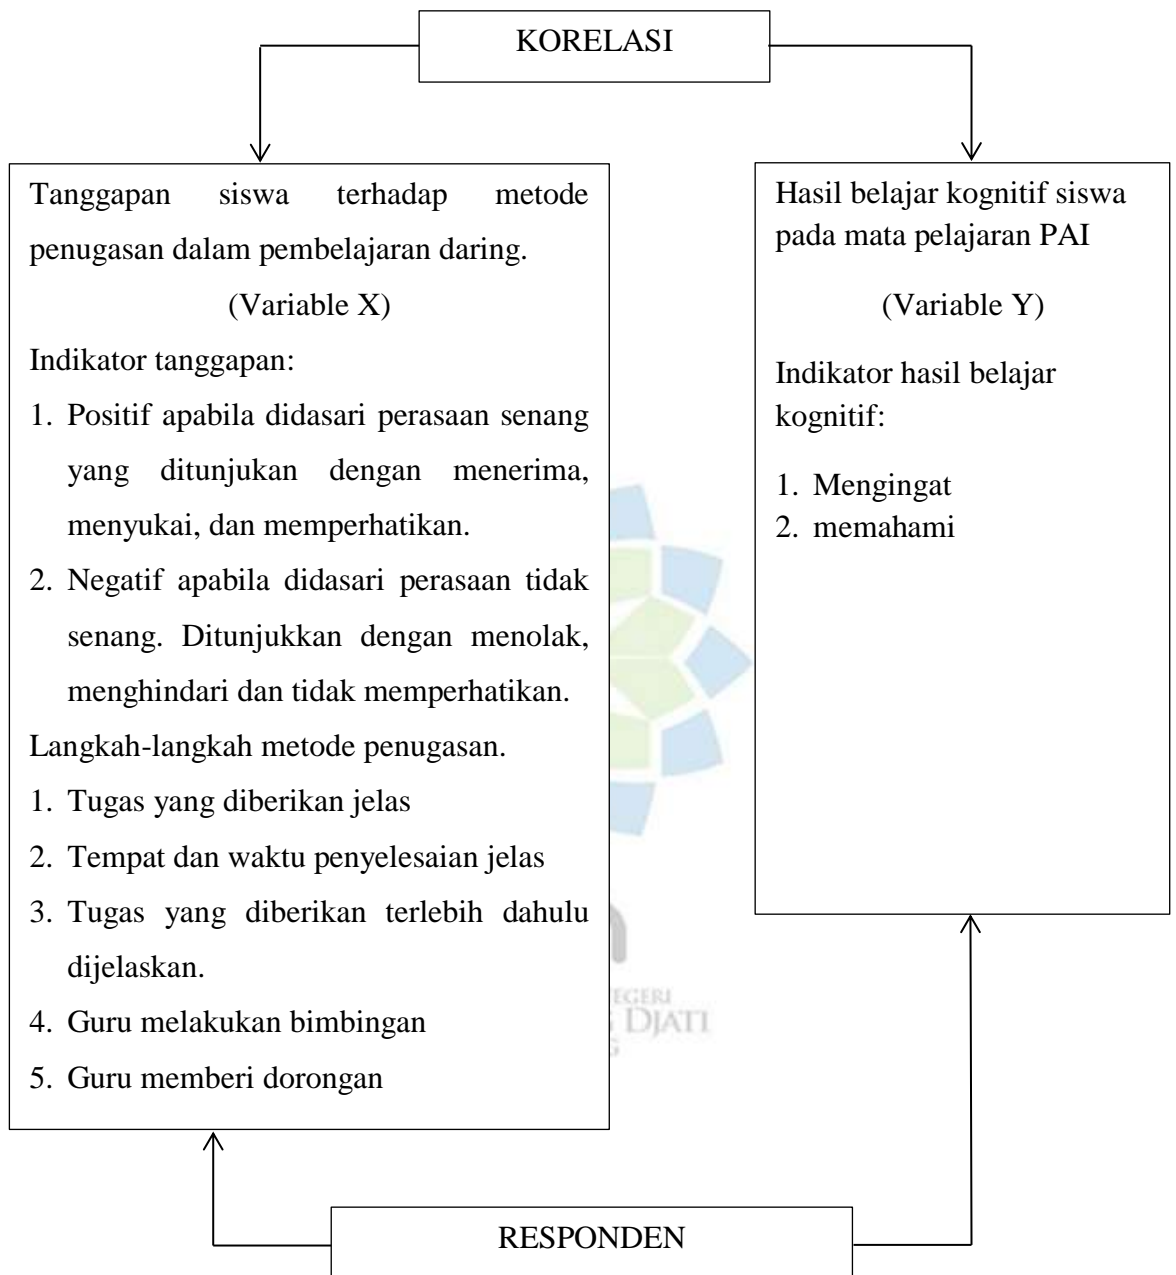 KORELASI
Tanggapan siswa terhadap metode
penugasan dalam pembelajaran daring.
(Variable X)
Indikator tanggapan:
1. Positif apabila didasari perasaan senang
yang ditunjukan dengan menerima,
menyukai, dan memperhatikan.
2. Negatif apabila didasari perasaan tidak
senang. Ditunjukkan dengan menolak,
menghindari dan tidak memperhatikan.
Langkah-langkah metode penugasan.
1. Tugas yang diberikan jelas
2. Tempat dan waktu penyelesaian jelas
3. Tugas yang diberikan terlebih dahulu
dijelaskan.
4. Guru melakukan bimbingan
5. Guru memberi dorongan
Hasil belajar kognitif siswa
pada mata pelajaran PAI
(Variable Y)
Indikator hasil belajar
kognitif:
1. Mengingat
2. memahami
DJATI
RESPONDEN